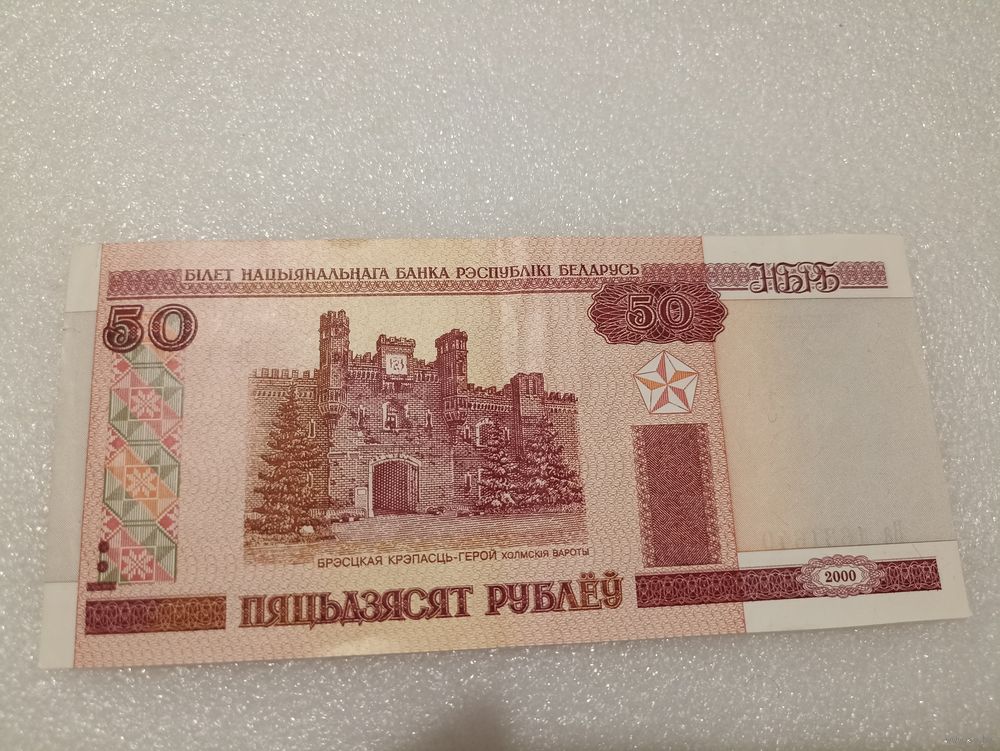 БІЛЕТ НАЦЫЯНАЛЬНАГА БАНКА РЭСПУБЛІКІ БЕЛАРУСЬ
НБРБ
50
50
БРЭСЦКАЯ КРЭПАСЦЬ-ГЕРОЙ ХОЛМСКІЯ ВАРОТЫ
ПЯЦЬДЗЯСЯТ РУБЛЁЎ
2000